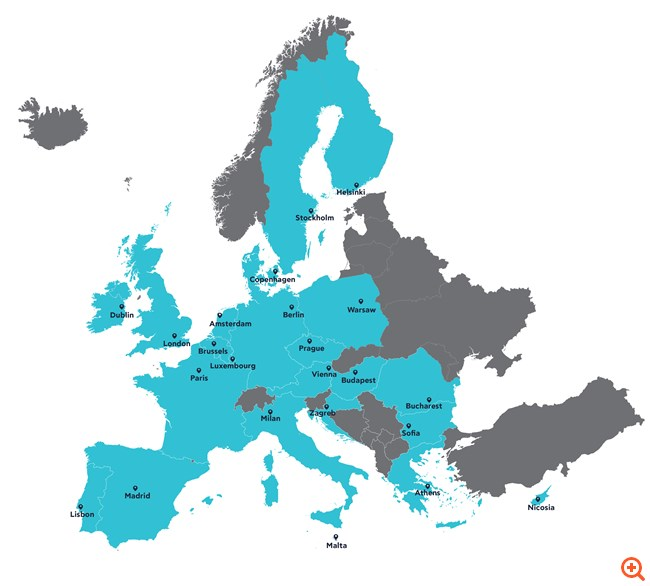 Helsinki
Stockholm
Copenhagen
Dublin
Amsterdam
Berlin
Warsaw
London
Brussels
Prague
Luxembourg
Paris
Vienna
Budapest
Milan
Zagreb
Bucharest
Sofia
Madrid
Athens
Lisbon
Nicosia
Malta